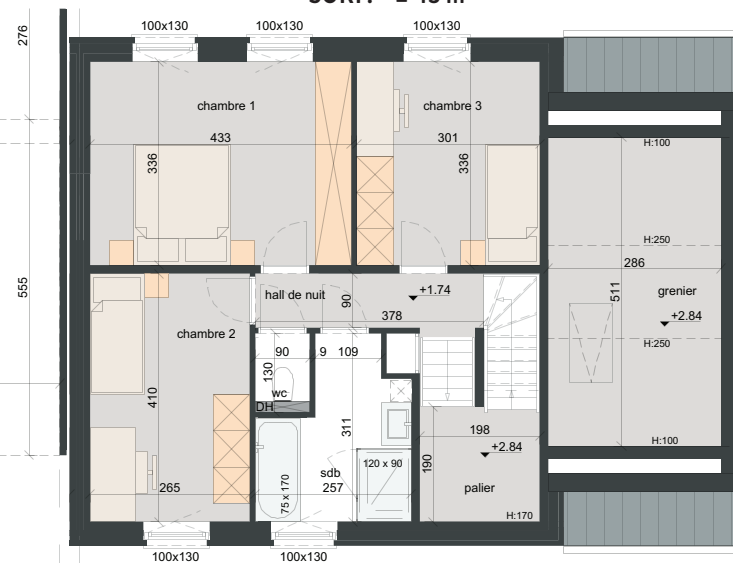 276
100x130
100x130
100x130
chambre 1
chambre 3
433
301
H:100
336
336
H:250
286
555
hall de nuit
90
+1.74
511
grenier
378
+2.84
chambre 2
90
9
109
H:250
130
wc
DH
410
311
198
+2.84
H:100
190
120 x 90
sdb
265
75 x 170
257
palier
H:170
100x130
100x130